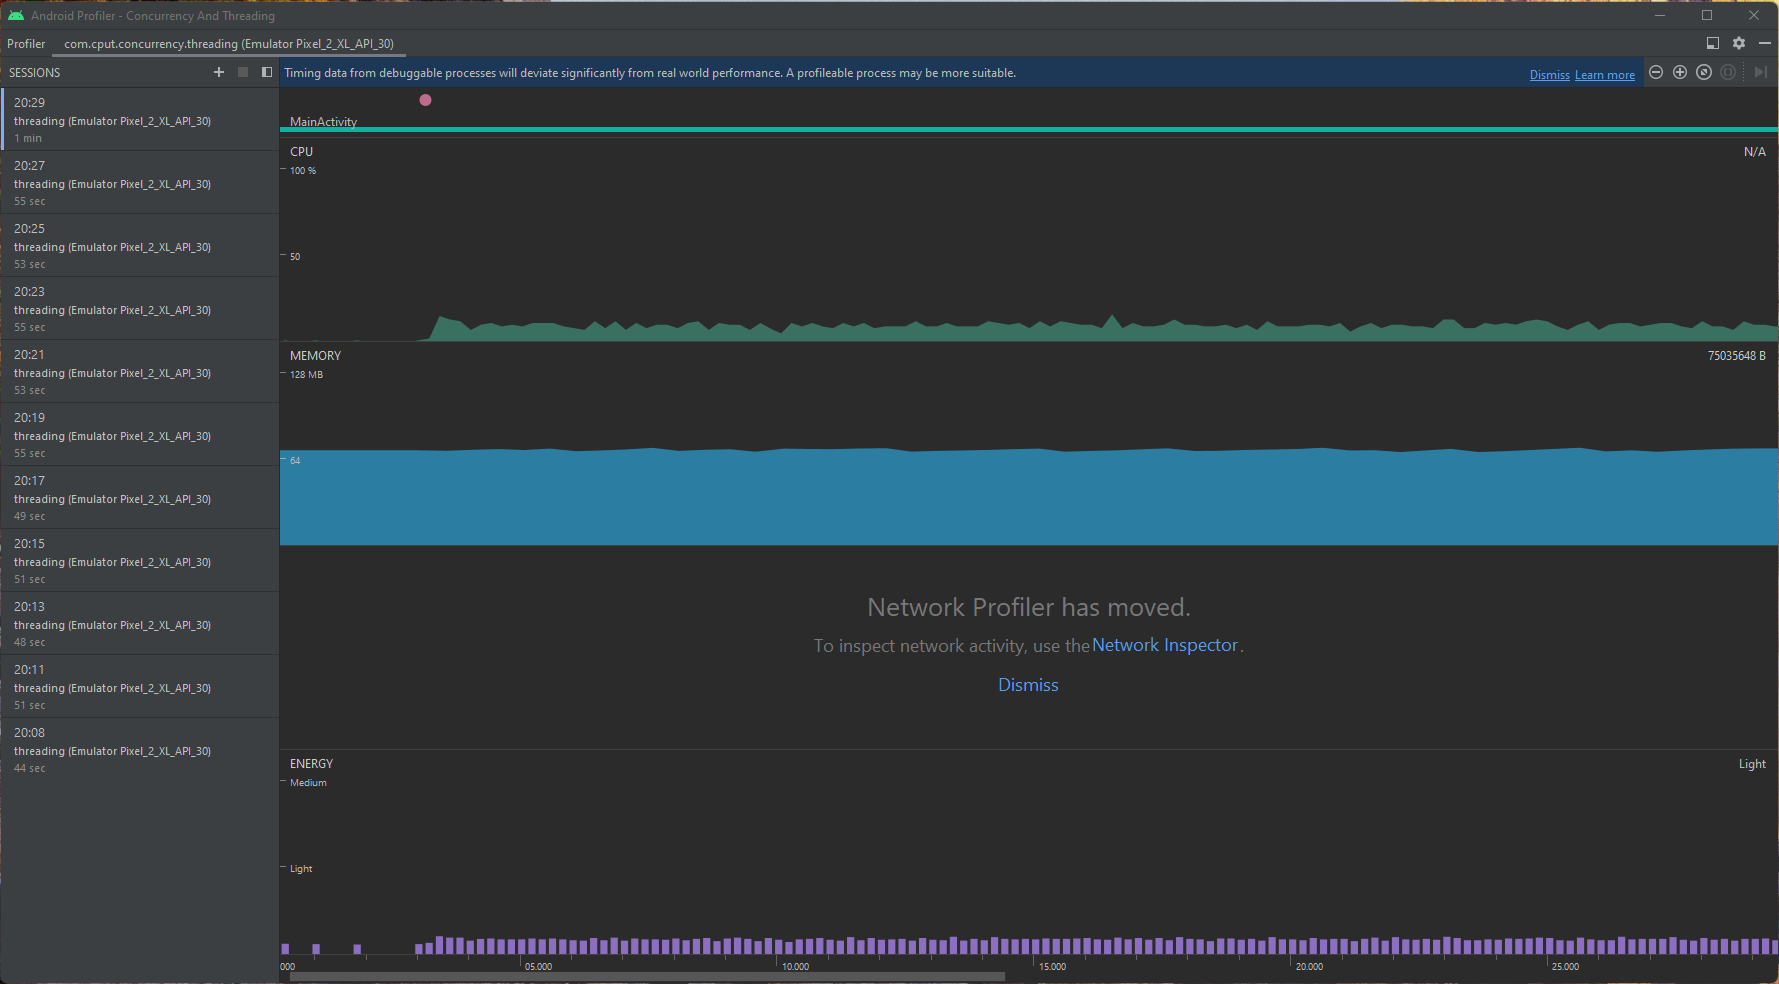 Android Profiler - Concurrency And Threading
Profiler
com.cput.concurrency.threading (Emulator Pixel_2_XL_API_30)
SESSIONS
Timing data from debuggable processes will deviate significantly from real world performance. A profileable process may be more suitable.
Dismiss Learn more
20:29
threading (Emulator Pixel_2_XL_API_30)
1 min
20:27
threading (Emulator Pixel_2_XL_API_30)
55 sec
20:25
threading (Emulator Pixel_2_XL_API_30)
53 sec
20:23
threading (Emulator Pixel_2_XL_API_30)
55 sec
20:21
threading (Emulator Pixel_2_XL_API_30)
53 sec
20:19
threading (Emulator Pixel_2_XL_API_30)
55 sec
20:17
threading (Emulator Pixel_2_XL_API_30)
49 sec
20:15
threading (Emulator Pixel_2_XL_API_30)
51 sec
20:13
threading (Emulator Pixel_2_XL_API_30)
48 sec
20:11
threading (Emulator Pixel_2_XL_API_30)
51 sec
20:08
threading (Emulator Pixel_2_XL_API_30)
44 sec
MainActivity
CPU
N/A
100 %
50
MEMORY
75035648 B
128 MB
64
Network Profiler has moved.
To inspect network activity, use the Network Inspector.
Dismiss
ENERGY
Light
Medium
Light
000
05.000
10.000
15.000
20.000
25.000